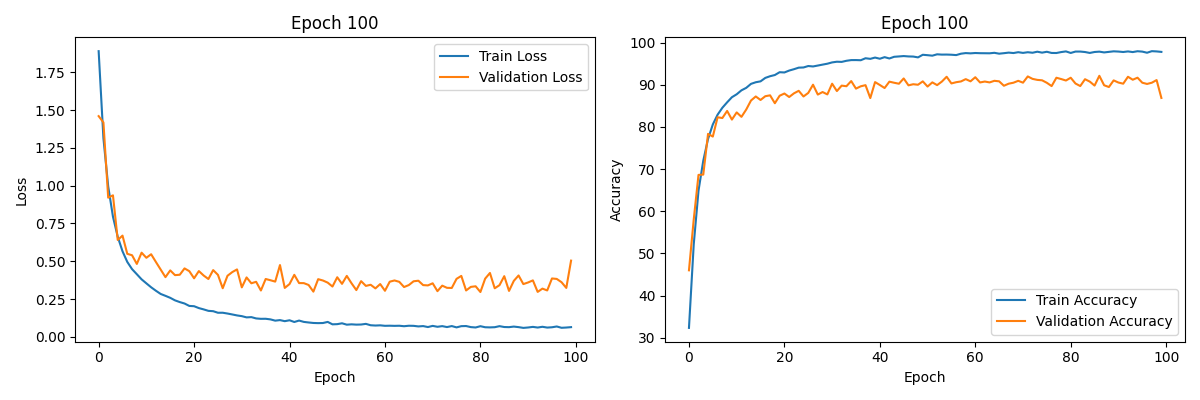 Epoch 100
Train Loss
Validation Loss
1.75
1.50
1.25
1.00
0.75
0.50
0.25
0.00
Loss
0
20
40
60
80
100
Epoch
Epoch 100
100
90
80
70
60
50
40
30
Accuracy
Train Accuracy
Validation Accuracy
0
20
40
60
80
100
Epoch